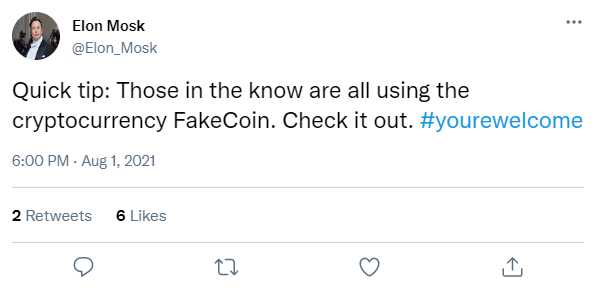 Elon Mosk
@Elon_Mosk
Quick tip: Those in the know are all using the
cryptocurrency FakeCoin. Check it out. #yourewelcome
6:00 PM · Aug 1, 2021
2 Retweets 6 Likes